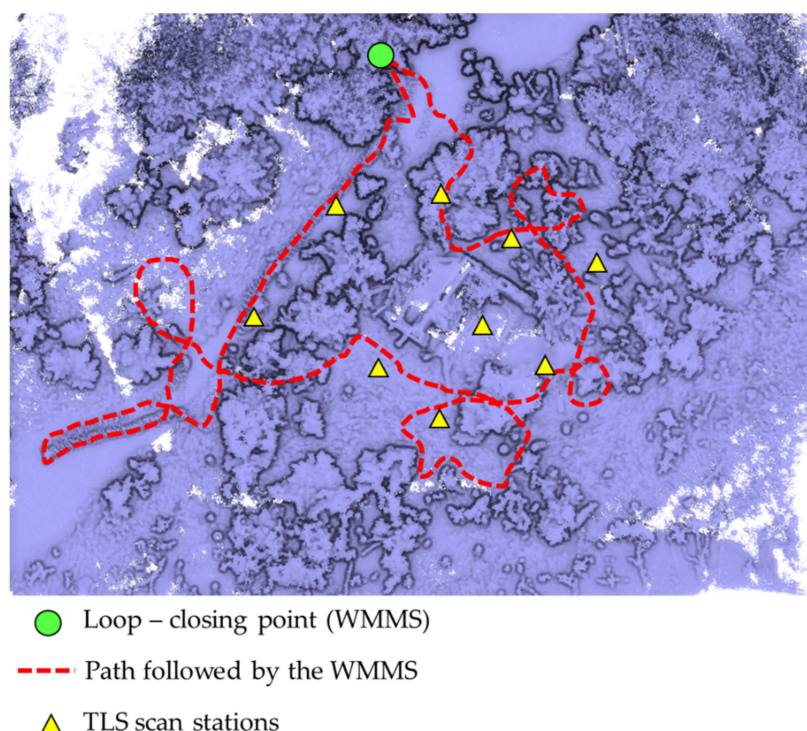 Loop – closing point (WMMS)
Path followed by the WMMS
TLS scan stations